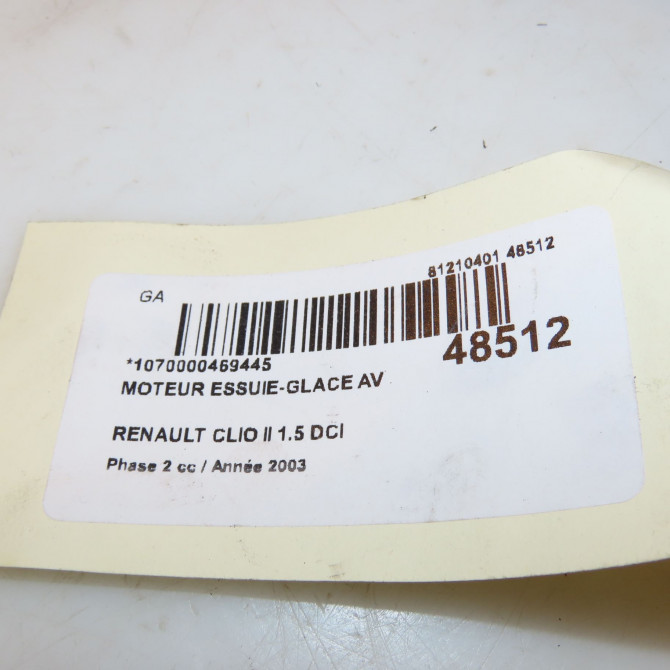 81210401 48512
GA
48512
*1070000469445
MOTEUR ESSUIE-GLACE AV
RENAULT CLIO II 1.5 DCI
Phase 2 cc / Année 2003